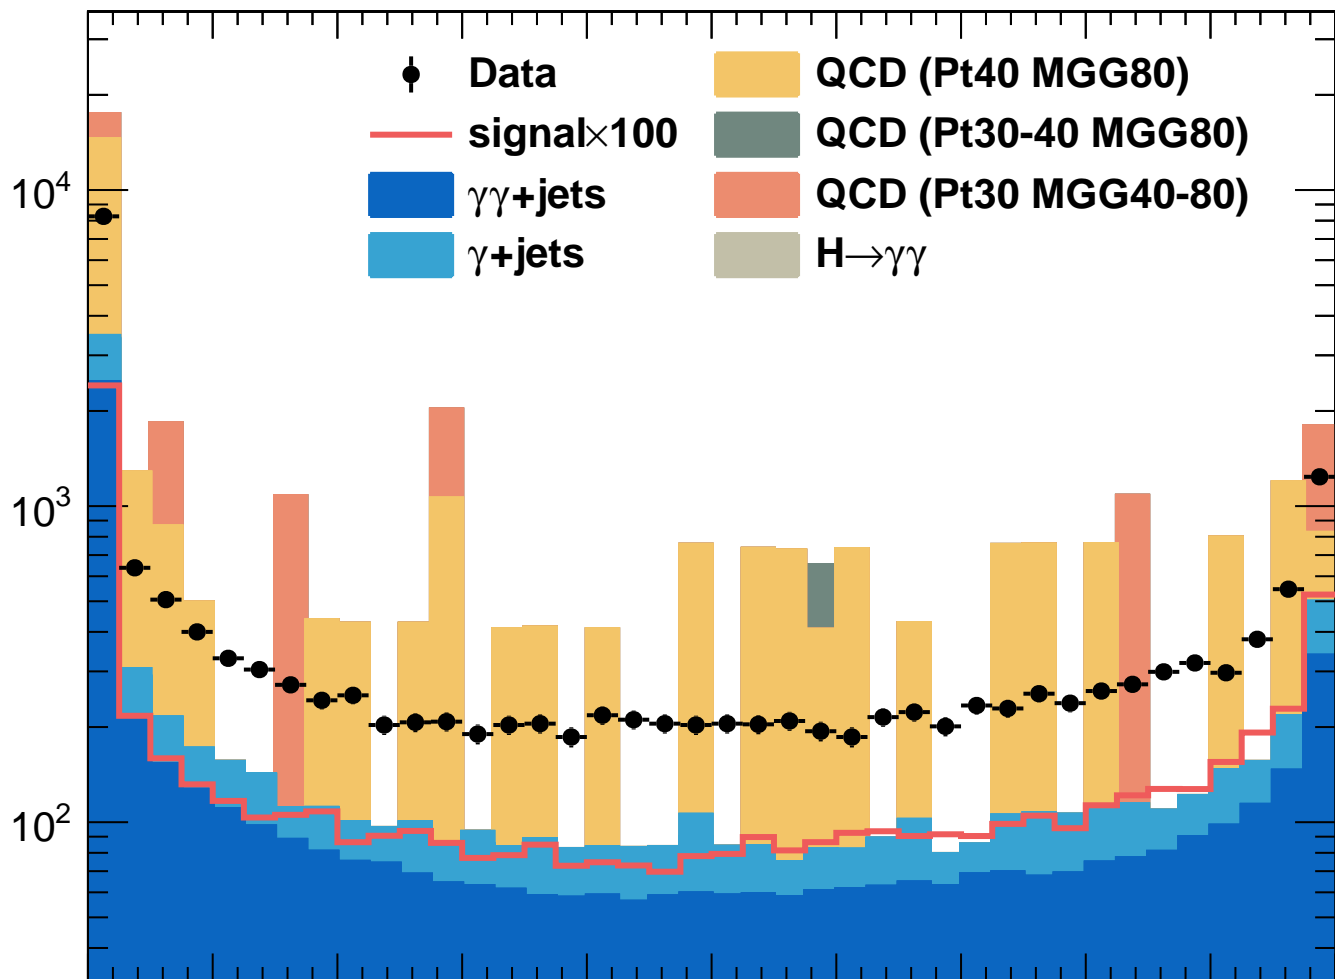 Data
signal×100
γγ+jets
γ+jets
QCD (Pt40 MGG80)
QCD (Pt30-40 MGG80)
QCD (Pt30 MGG40-80)
H→γγ
10⁴
10³
10²